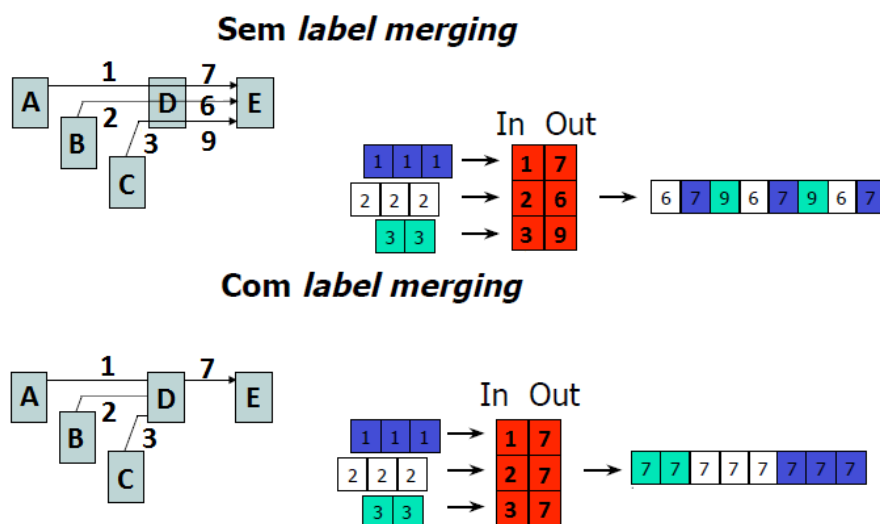 Sem label merging
1 7
A D 6 E
B 2 3 9
C
In Out
1 1 1 1 7
2 2 2 2 6 6 7 9 6 7 9 6 7
3 3 3 9
Com label merging
1 7
A D E
B 2 3
C
In Out
1 1 1 1 7
2 2 2 2 7 7 7 7 7 7 7 7 7
3 3 3 7